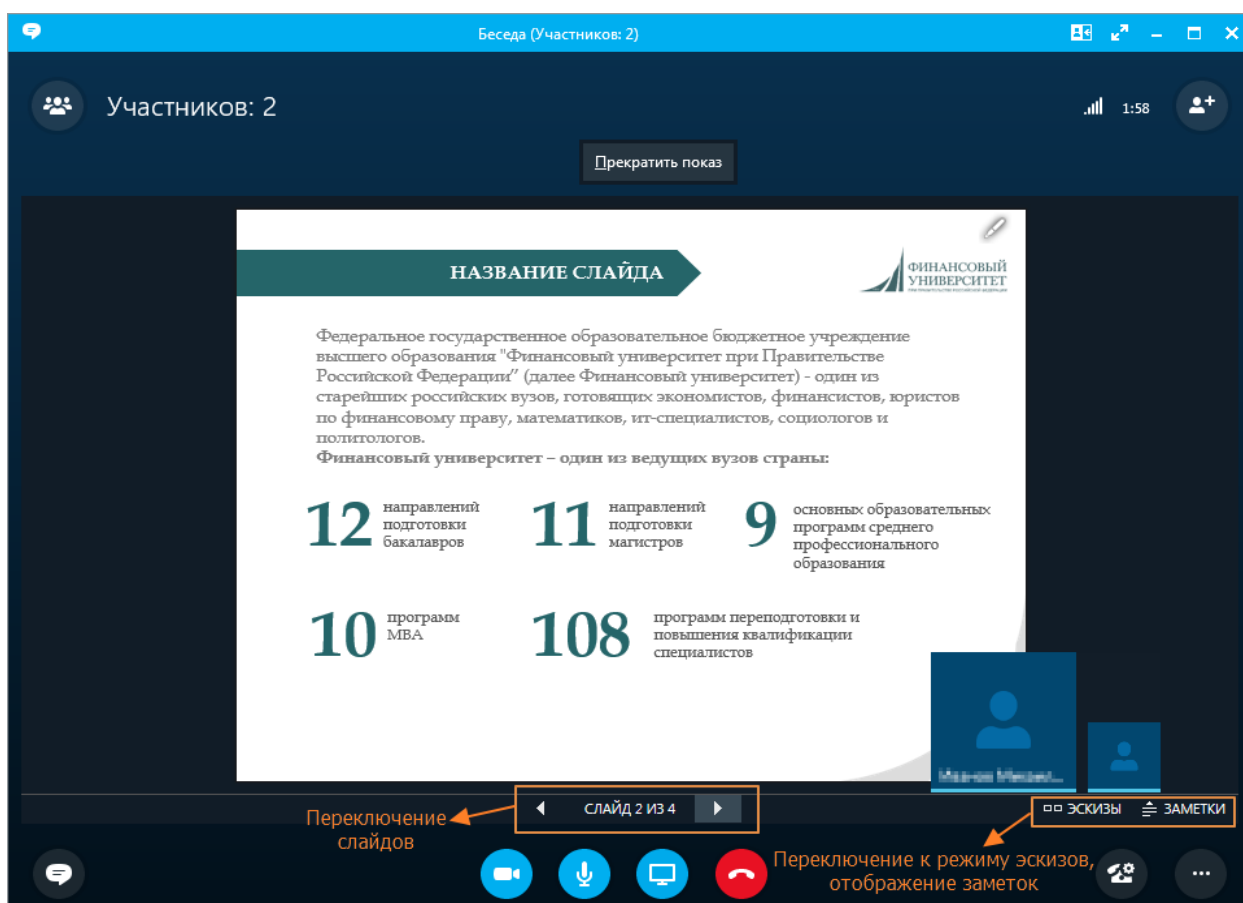 Беседа (Участников: 2)
Участников: 2
1:58
Прекратить показ
НАЗВАНИЕ СЛАЙДА
ФИНАНСОВЫЙ
УНИВЕРСИТЕТ
Федеральное государственное образовательное бюджетное учреждение
высшего образования "Финансовый университет при Правительстве
Российской Федерации" (далее Финансовый университет) - один из
старейших российских вузов, готовящих экономистов, финансистов, юристов
по финансовому праву, математиков, ит-специалистов, социологов и
политологов.
Финансовый университет – один из ведущих вузов страны:
12
направлений
подготовки
бакалавров
11
направлений
подготовки
магистров
9
основных образовательных
программ среднего
профессионального
образования
10
программ
МВА
108
программ переподготовки и
повышения квалификации
специалистов
СЛАЙД 2 ИЗ 4
ЭСКИЗЫ
ЗАМЕТКИ
Переключение
слайдов
Переключение к режиму эскизов,
отображение заметок